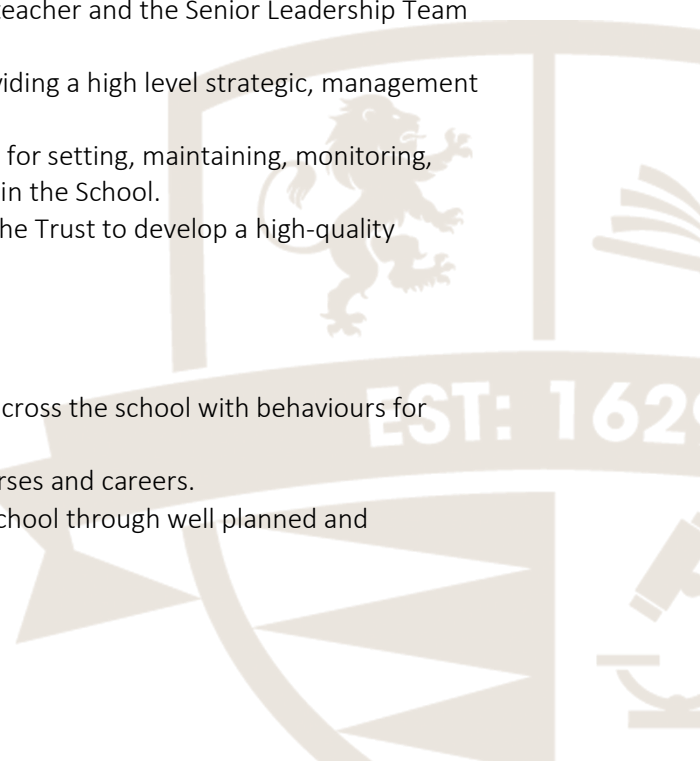 eacher and the Senior Leadership Team
viding a high level strategic, management
for setting, maintaining, monitoring,
in the School.
he Trust to develop a high-quality
cross the school with behaviours for
EST: 162
rses and careers.
chool through well planned and